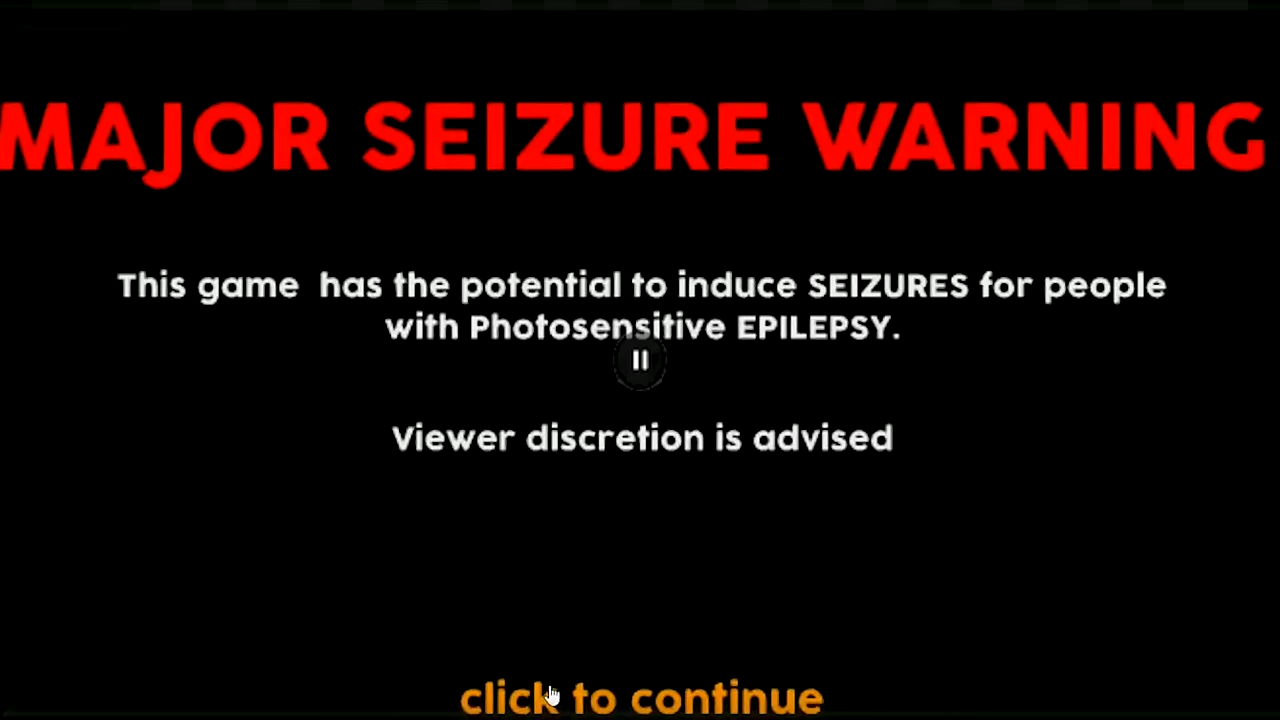 MAJOR SEIZURE WARNING
This game has the potential to induce SEIZURES for people
with Photosensitive EPILEPSY.
Viewer discretion is advised
click to continue